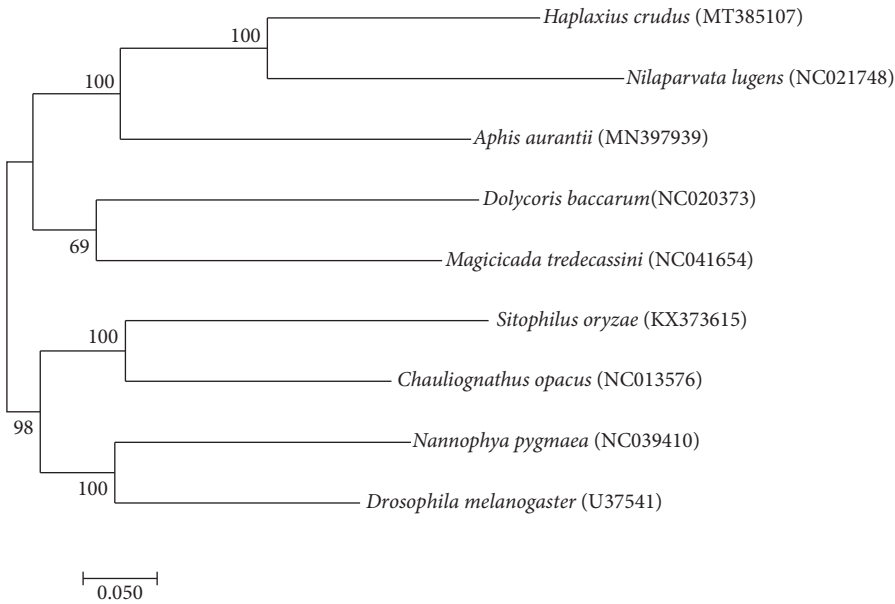 Haplaxius crudus (MT385107)
100
Nilaparvata lugens (NC021748)
100
Aphis aurantii (MN397939)
Dolycoris baccarum(NC020373)
69
Magicicada tredecassini (NC041654)
Sitophilus oryzae (KX373615)
100
Chauliognathus opacus (NC013576)
98
Nannophya pygmaea (NC039410)
100
Drosophila melanogaster (U37541)
0.050